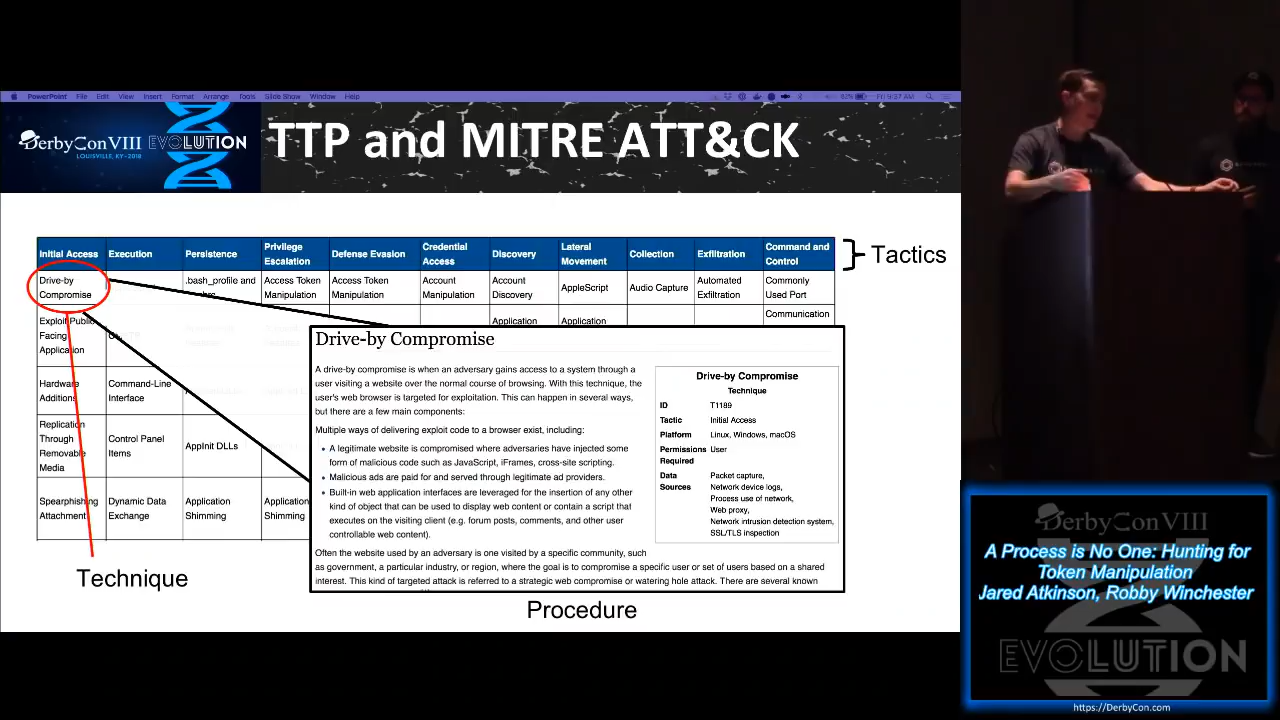 PowerPoint File Edit View Insert Format Arrange Tools Slide Show Window Help
Fri 9:37 AM
DerbyCon VIII EVOLUTION
LOUISVILLE, KY-2018
TTP and MITRE ATT&CK
Initial Access Execution Persistence Privilege Escalation Defense Evasion Credential Access Discovery Lateral Movement Collection Exfiltration Command and Control
Tactics
Drive-by Compromise
.bash_profile and
Access Token Manipulation
Access Token Manipulation
Account Manipulation
Account Discovery
AppleScript
Audio Capture
Automated Exfiltration
Commonly Used Port
Exploit Public Facing Application
Application
Application
Communication
Hardware Additions
Command-Line Interface
Replication Through Removable Media
Control Panel Items
AppInit DLLs
Spearphishing Attachment
Dynamic Data Exchange
Application Shimming
Application Shimming
Technique
Drive-by Compromise
A drive-by compromise is when an adversary gains access to a system through a
user visiting a website over the normal course of browsing. With this technique, the
user's web browser is targeted for exploitation. This can happen in several ways,
but there are a few main components:
Multiple ways of delivering exploit code to a browser exist, including:
• A legitimate website is compromised where adversaries have injected some
form of malicious code such as JavaScript, iFrames, cross-site scripting.
• Malicious ads are paid for and served through legitimate ad providers.
• Built-in web application interfaces are leveraged for the insertion of any other
kind of object that can be used to display web content or contain a script that
executes on the visiting client (e.g. forum posts, comments, and other user
controllable web content).
Often the website used by an adversary is one visited by a specific community, such
as government, a particular industry, or region, where the goal is to compromise a specific user or set of users based on a shared
interest. This kind of targeted attack is referred to a strategic web compromise or watering hole attack. There are several known
Drive-by Compromise
Technique
ID T1189
Tactic Initial Access
Platform Linux, Windows, macOS
Permissions Required User
Data Sources Packet capture,
Network device logs,
Process use of network,
Web proxy,
Network intrusion detection system,
SSL/TLS inspection
Procedure
DerbyCon VIII
A Process is No One: Hunting for
Token Manipulation
Jared Atkinson, Robby Winchester
EVOLUTION
https://DerbyCon.com